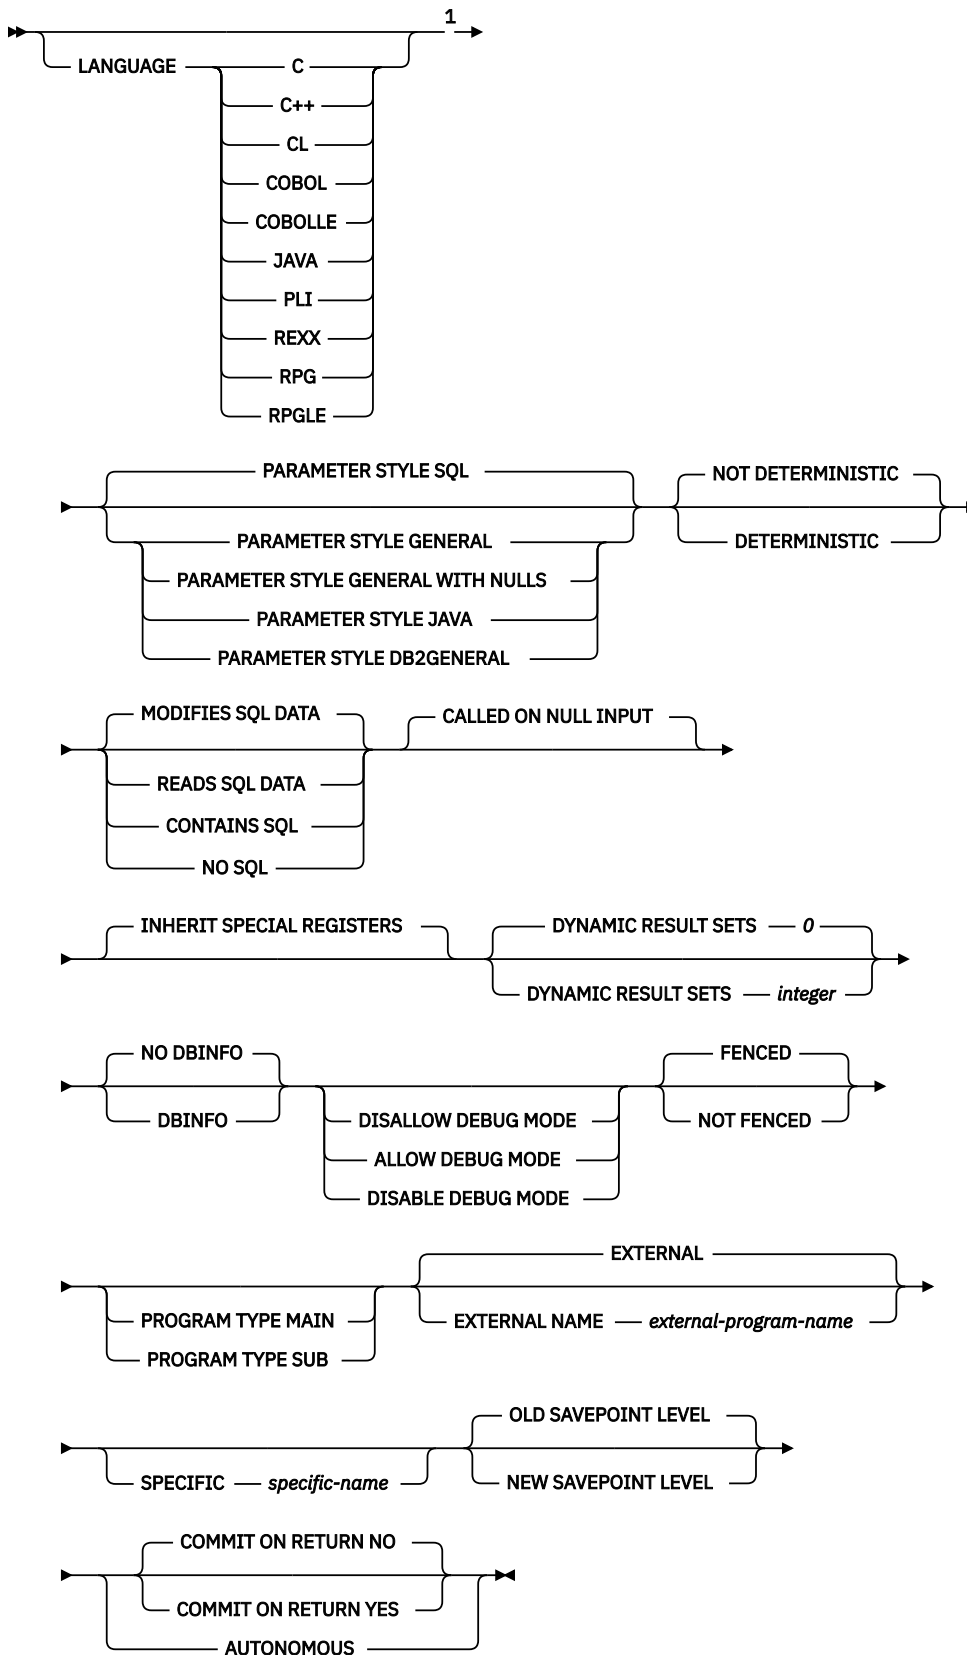 1
LANGUAGE C
C++
CL
COBOL
COBOLLE
JAVA
PLI
REXX
RPG
RPGLE
PARAMETER STYLE SQL NOT DETERMINISTIC
PARAMETER STYLE GENERAL DETERMINISTIC
PARAMETER STYLE GENERAL WITH NULLS
PARAMETER STYLE JAVA
PARAMETER STYLE DB2GENERAL
MODIFIES SQL DATA CALLED ON NULL INPUT
READS SQL DATA
CONTAINS SQL
NO SQL
INHERIT SPECIAL REGISTERS DYNAMIC RESULT SETS 0
DYNAMIC RESULT SETS integer
NO DBINFO FENCED
DBINFO DISALLOW DEBUG MODE NOT FENCED
ALLOW DEBUG MODE
DISABLE DEBUG MODE
EXTERNAL
PROGRAM TYPE MAIN EXTERNAL NAME external-program-name
PROGRAM TYPE SUB
OLD SAVEPOINT LEVEL
SPECIFIC specific-name NEW SAVEPOINT LEVEL
COMMIT ON RETURN NO
COMMIT ON RETURN YES
AUTONOMOUS